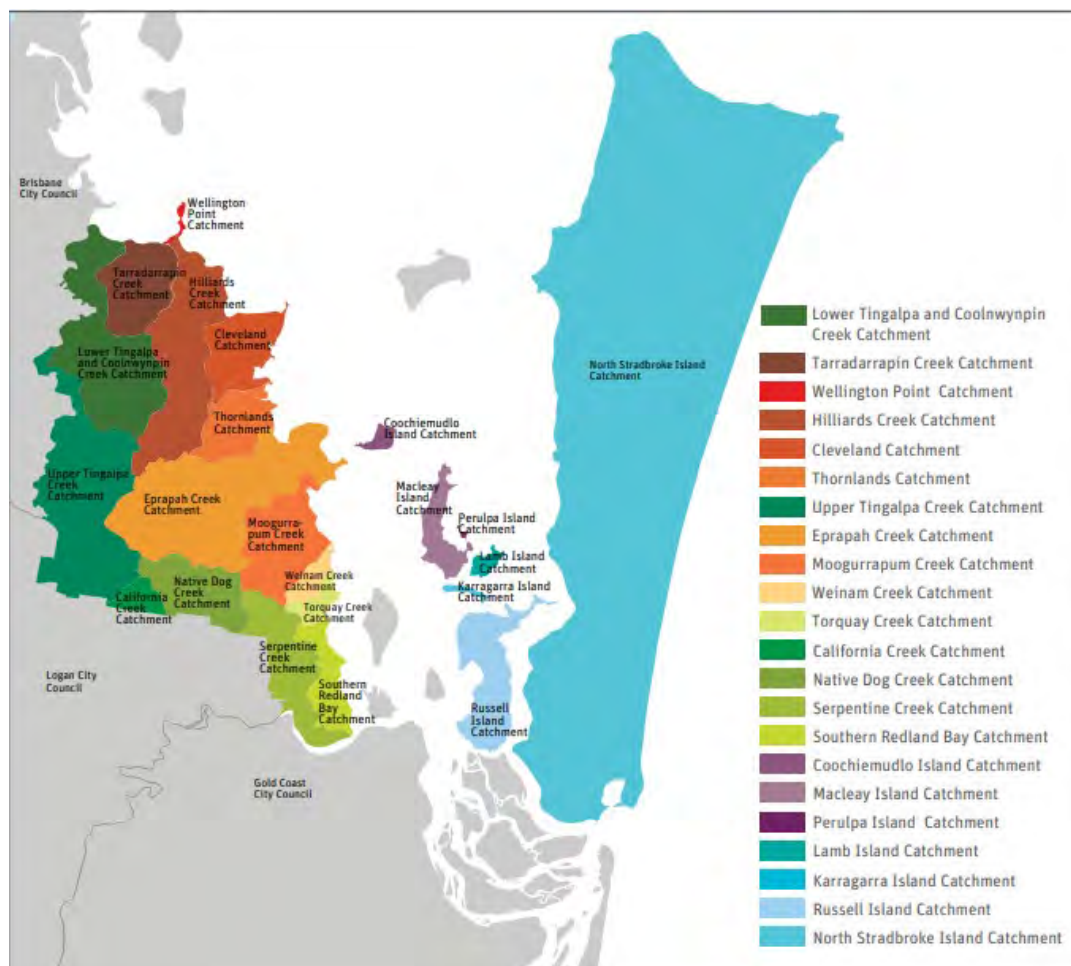 Brisbane
City Council
Wellington
Point
Catchment
Tarradarrapin
Creek
Catchment
Hilliards
Creek
Catchment
Cleveland
Catchment
Lower Tingalpa
and Coolnwynpin
Creek Catchment
Thornlands
Catchment
Upper Tingalpa
Creek
Catchment
Eprapah Creek
Catchment
Moogurra-
pum Creek
Catchment
Weinam Creek
Catchment
Torquay Creek
Catchment
Native Dog
Creek
Catchment
California
Creek
Catchment
Serpentine
Creek
Catchment
Southern
Redland
Bay
Catchment
Logan City
Council
Gold Coast
City Council
Coochiemudlo
Island Catchment
Macleay
Island
Catchment
Perulpa Island
Catchment
Lamb Island
Catchment
Karragarra Island
Catchment
Russell
Island
Catchment
North Stradbroke Island
Catchment
Lower Tingalpa and Coolnwynpin
Creek Catchment
Tarradarrapin Creek Catchment
Wellington Point Catchment
Hilliards Creek Catchment
Cleveland Catchment
Thornlands Catchment
Upper Tingalpa Creek Catchment
Eprapah Creek Catchment
Moogurrapum Creek Catchment
Weinam Creek Catchment
Torquay Creek Catchment
California Creek Catchment
Native Dog Creek Catchment
Serpentine Creek Catchment
Southern Redland Bay Catchment
Coochiemudlo Island Catchment
Macleay Island Catchment
Perulpa Island Catchment
Lamb Island Catchment
Karragarra Island Catchment
Russell Island Catchment
North Stradbroke Island Catchment